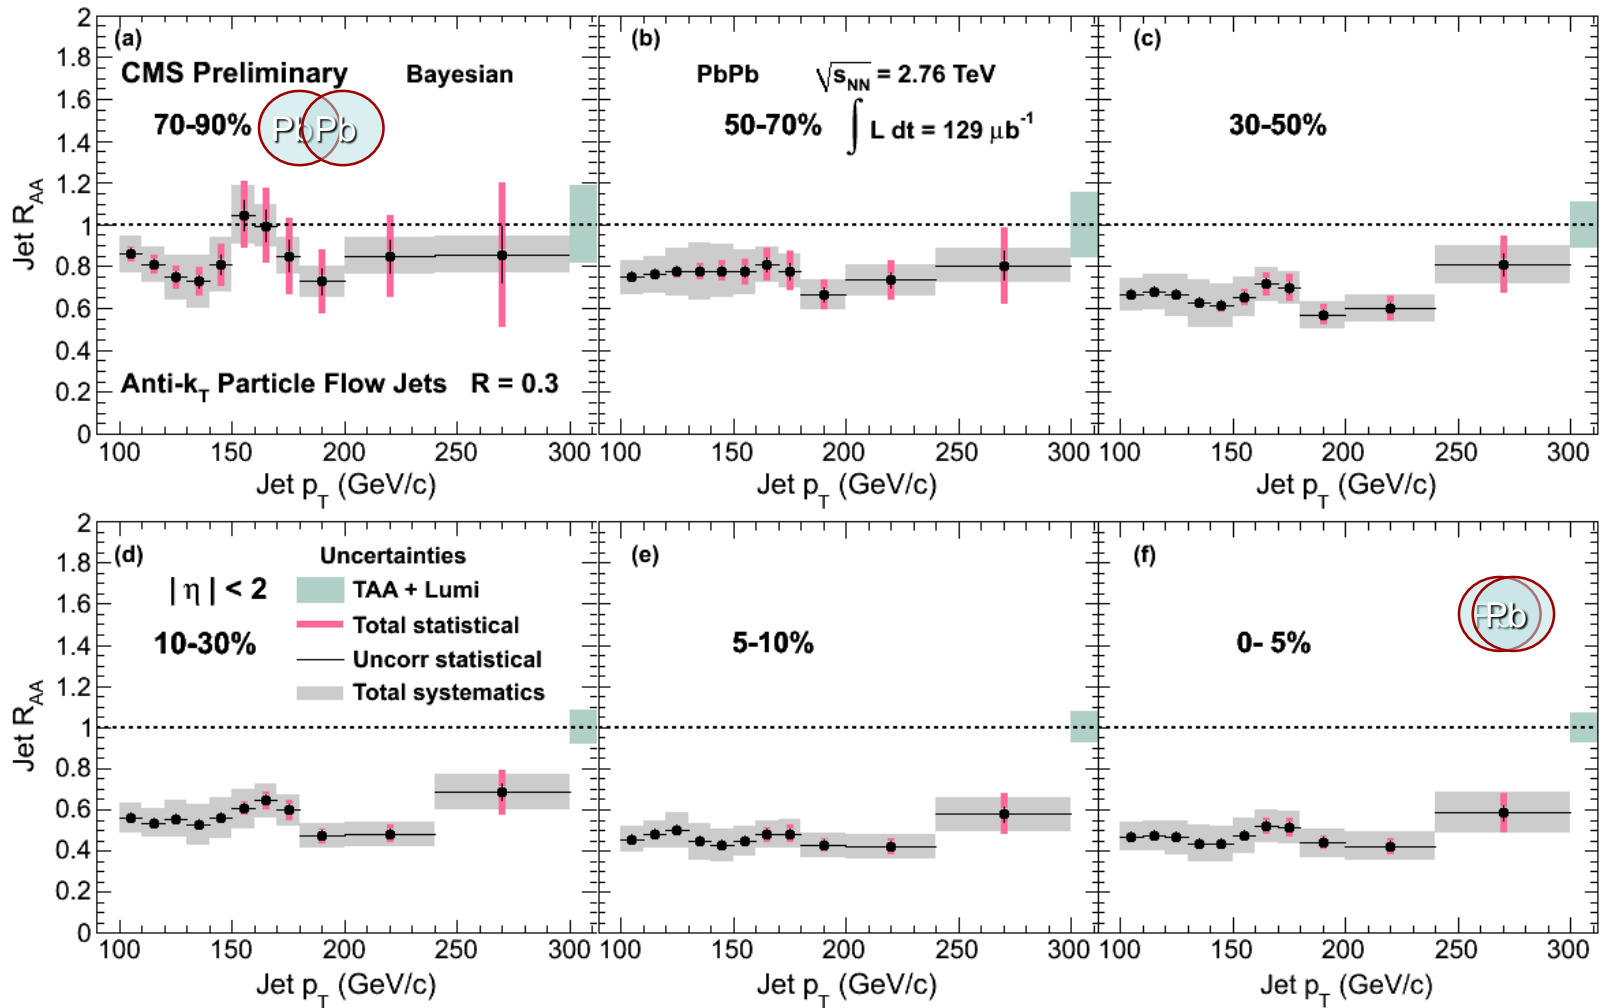 (a)
CMS Preliminary Bayesian
70-90% Pb Pb
Anti-kT Particle Flow Jets R = 0.3
Jet RAA
2
1.8
1.6
1.4
1.2
1
0.8
0.6
0.4
0.2
0
100 150 200 250 300
Jet pT (GeV/c)
(b)
PbPb √sNN = 2.76 TeV
50-70% ∫ L dt = 129 μb-1
100 150 200 250 300
Jet pT (GeV/c)
(c)
30-50%
100 150 200 250 300
Jet pT (GeV/c)
(d)
Uncertainties
| η | < 2
TAA + Lumi
10-30%
Total statistical
Uncorr statistical
Total systematics
Jet RAA
2
1.8
1.6
1.4
1.2
1
0.8
0.6
0.4
0.2
0
100 150 200 250 300
Jet pT (GeV/c)
(e)
5-10%
100 150 200 250 300
Jet pT (GeV/c)
(f)
Pb
0- 5%
100 150 200 250 300
Jet pT (GeV/c)